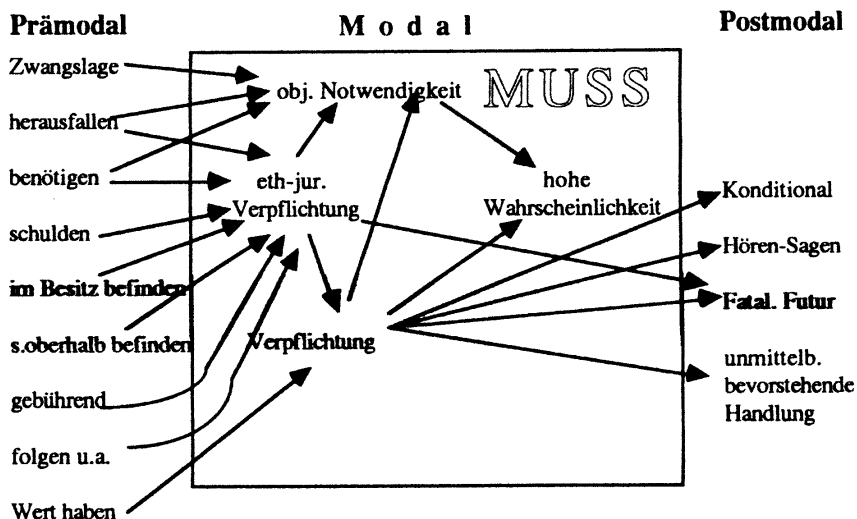 Prämodal
Modal
Postmodal
Zwangslage
herausfallen
benötigen
schulden
im Besitz befinden
s.oberhalb befinden
gebührend
folgen u.a.
Wert haben
obj. Notwendigkeit
MUSS
eth-jur.
Verpflichtung
hohe
Wahrscheinlichkeit
Verpflichtung
Konditional
Hören-Sagen
Fatal. Futur
unmittelb.
bevorstehende
Handlung